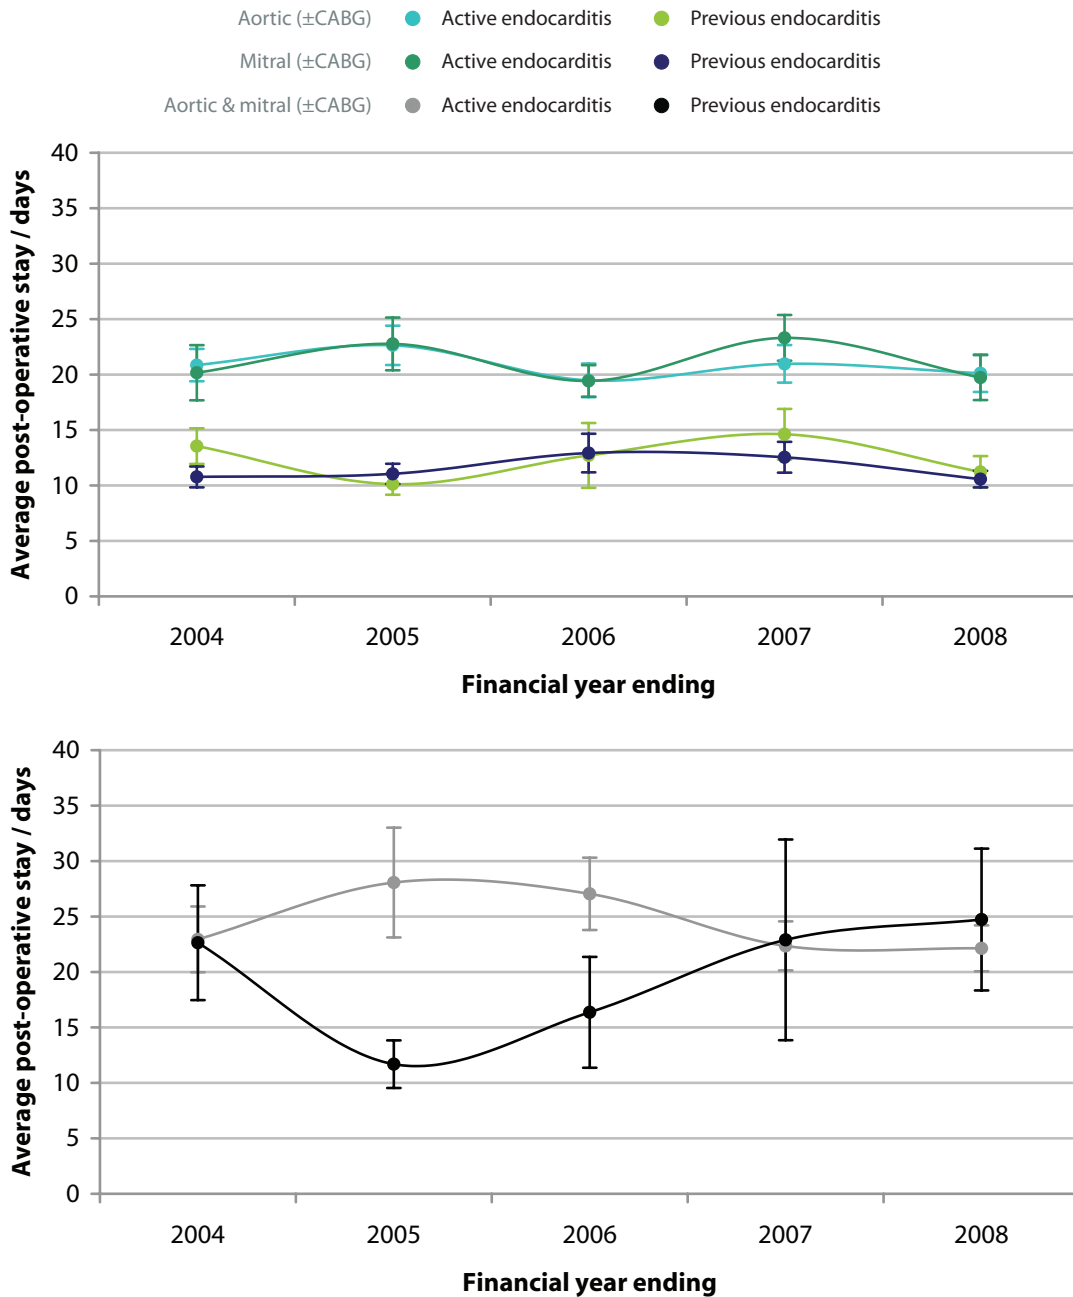 Aortic (±CABG) Active endocarditis Previous endocarditis
Mitral (±CABG) Active endocarditis Previous endocarditis
Aortic & mitral (±CABG) Active endocarditis Previous endocarditis
Average post-operative stay / days
40
35
30
25
20
15
10
5
0
2004 2005 2006 2007 2008
Financial year ending
Average post-operative stay / days
40
35
30
25
20
15
10
5
0
2004 2005 2006 2007 2008
Financial year ending